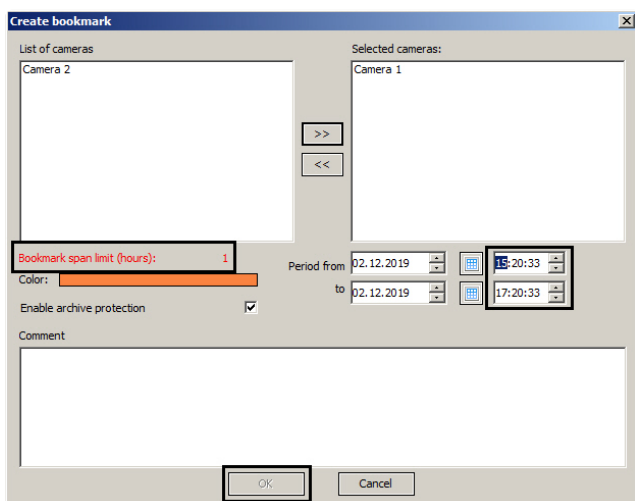 Create bookmark
List of cameras
Selected cameras:
Camera 2
Camera 1
>>
<<
Bookmark span limit (hours): 1
Color:
Period from 02.12.2019 15:20:33
to 02.12.2019 17:20:33
Enable archive protection
Comment
OK
Cancel